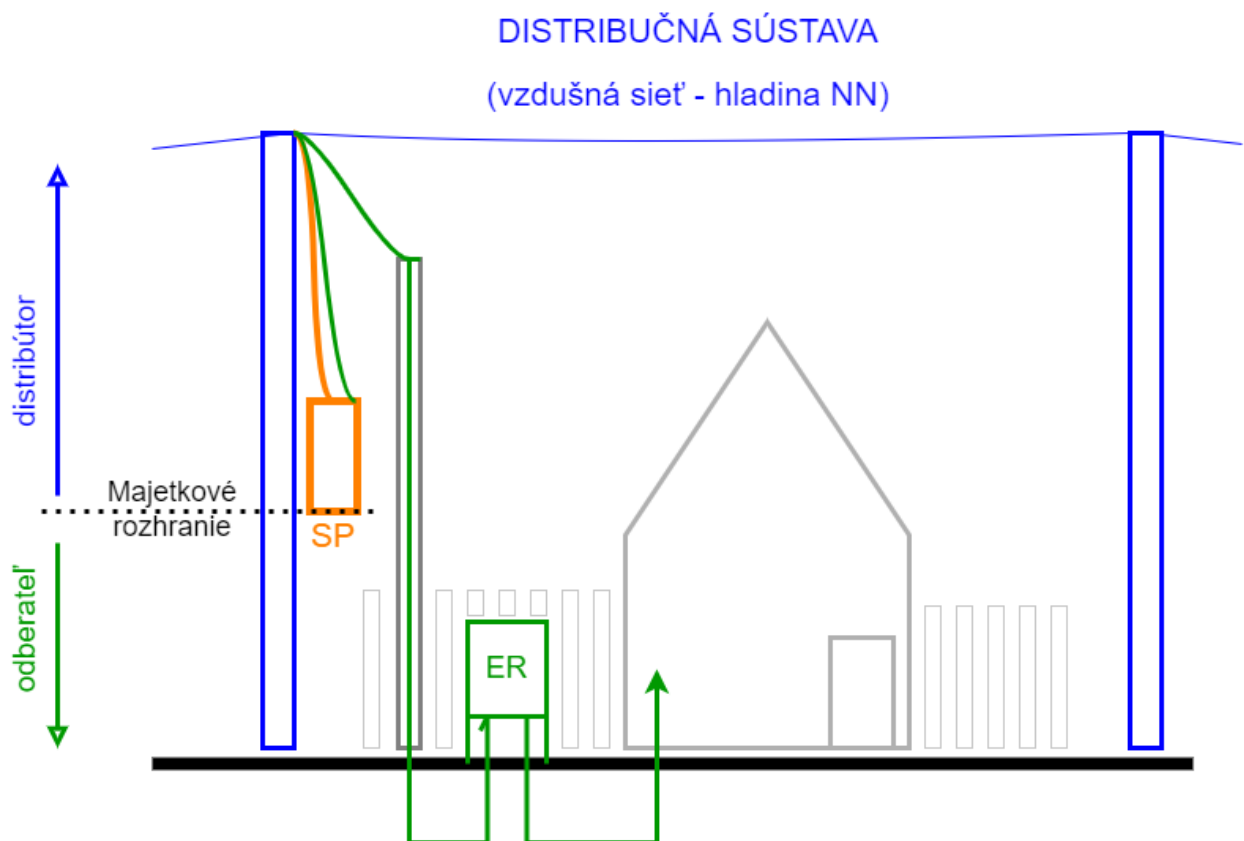 DISTRIBUČNÁ SÚSTAVA
(vzdušná sieť - hladina NN)
distribútor
Majetkové
rozhranie
SP
odberateľ
ER